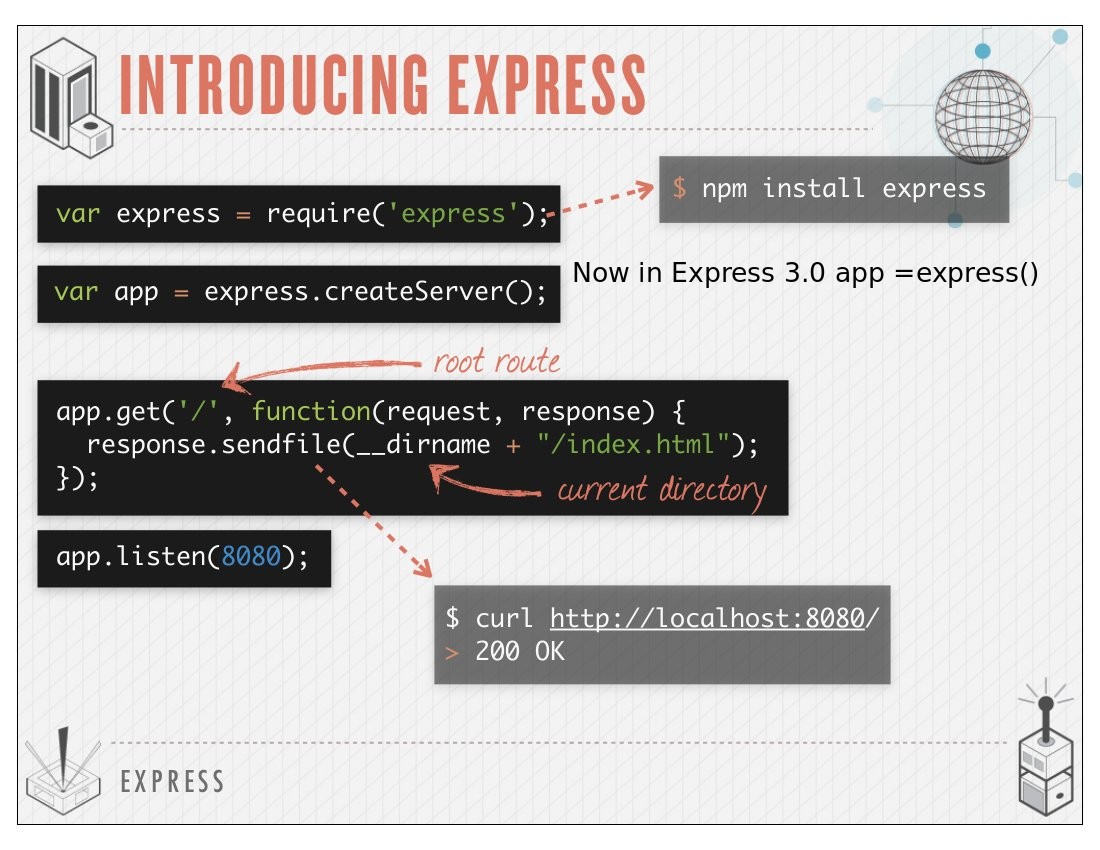 INTRODUCING EXPRESS
var express = require('express');
$ npm install express
var app = express.createServer();
Now in Express 3.0 app =express()
root route
app.get('/', function(request, response) {
  response.sendfile(__dirname + "/index.html");
});
current directory
app.listen(8080);
$ curl http://localhost:8080/
> 200 OK
EXPRESS